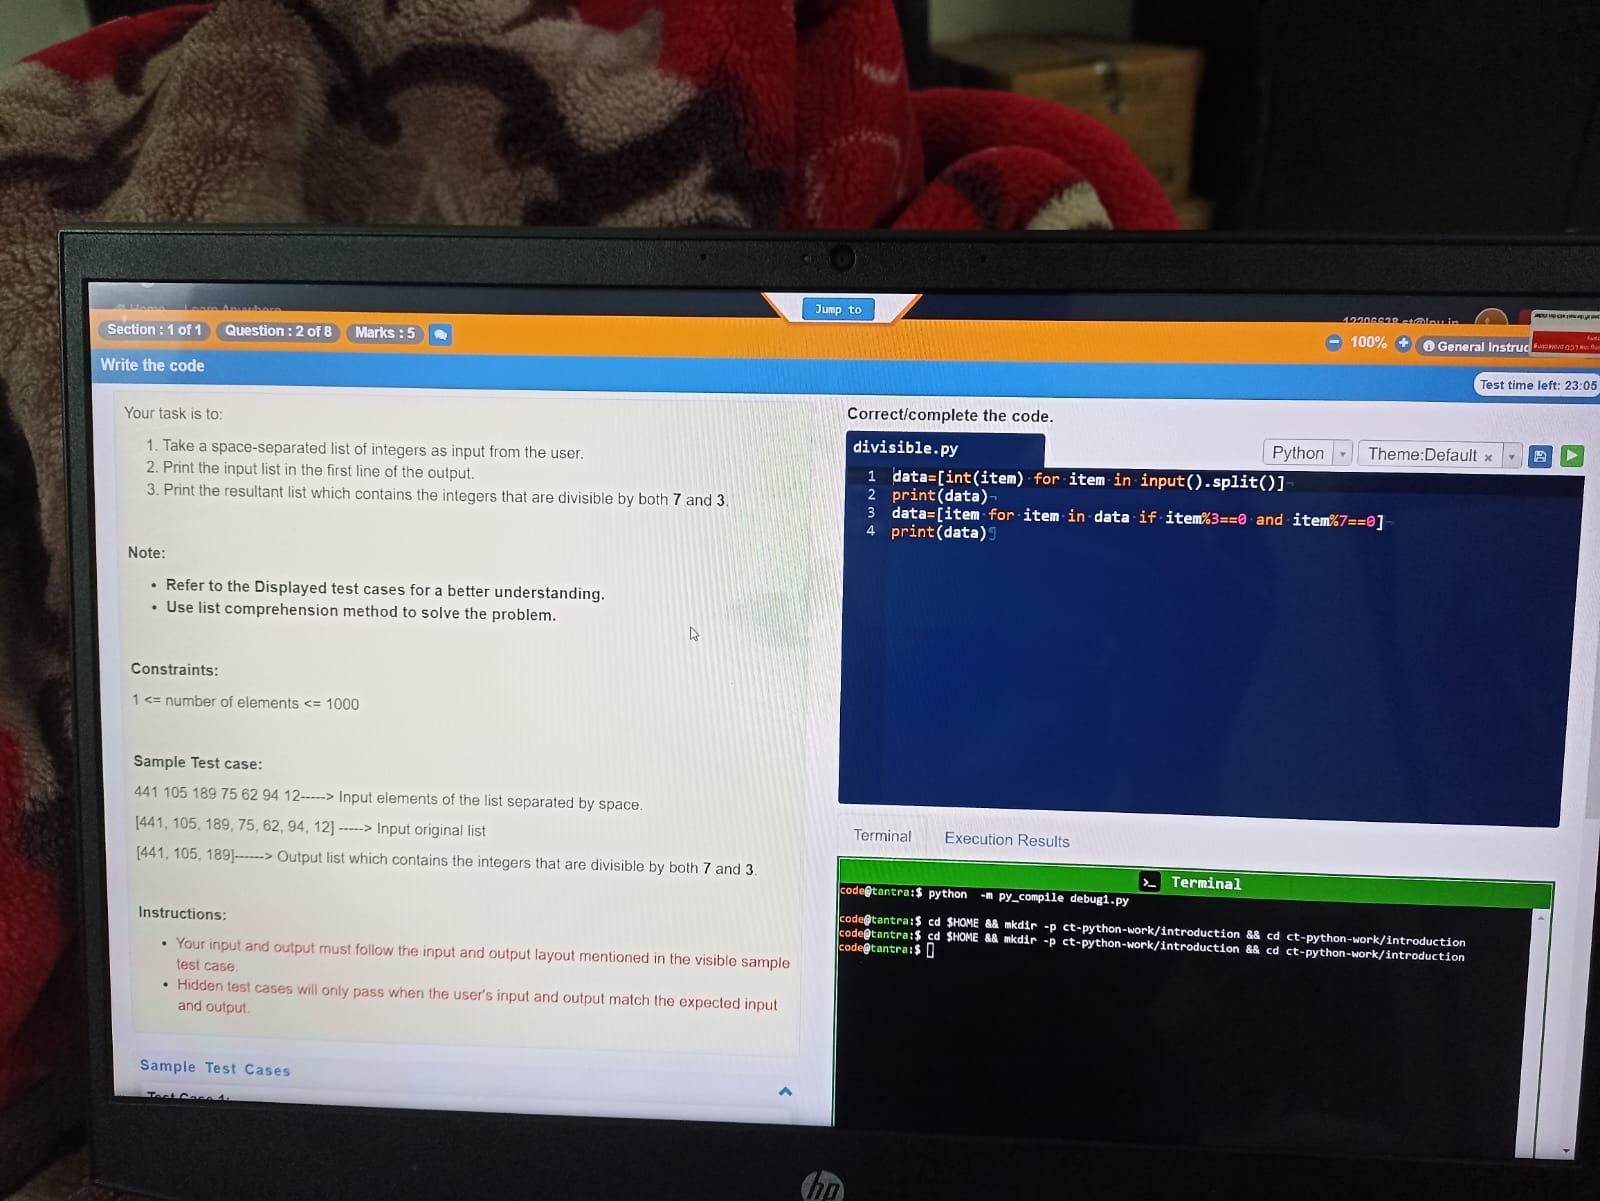 Jump to
Section : 1 of 1 Question : 2 of 8 Marks : 5
100% General Instruc
Write the code
Test time left: 23:05
Your task is to:
1. Take a space-separated list of integers as input from the user.
2. Print the input list in the first line of the output.
3. Print the resultant list which contains the integers that are divisible by both 7 and 3.
Note:
• Refer to the Displayed test cases for a better understanding.
• Use list comprehension method to solve the problem.
Constraints:
1 <= number of elements <= 1000
Sample Test case:
441 105 189 75 62 94 12-----> Input elements of the list separated by space.
[441, 105, 189, 75, 62, 94, 12] -----> Input original list
[441, 105, 189]------> Output list which contains the integers that are divisible by both 7 and 3.
Instructions:
• Your input and output must follow the input and output layout mentioned in the visible sample
test case.
• Hidden test cases will only pass when the user's input and output match the expected input
and output.
Sample Test Cases
Test Case 1:
Correct/complete the code.
divisible.py
Python Theme:Default ×
1 data=[int(item) for item in input().split()]
2 print(data)
3 data=[item for item in data if item%3==0 and item%7==0]
4 print(data)
Terminal Execution Results
>_ Terminal
code@tantra:$ python -m py_compile debug1.py
code@tantra:$ cd $HOME && mkdir -p ct-python-work/introduction && cd ct-python-work/introduction
code@tantra:$ cd $HOME && mkdir -p ct-python-work/introduction && cd ct-python-work/introduction
code@tantra:$
hp